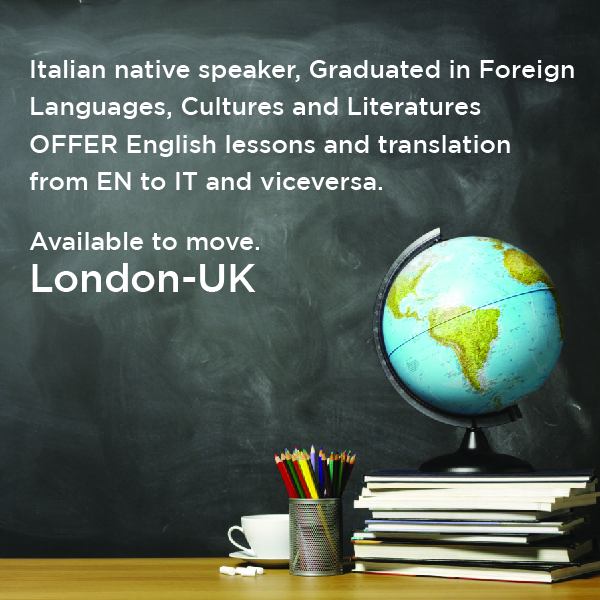 Italian native speaker, Graduated in Foreign
Languages, Cultures and Literatures
OFFER English lessons and translation
from EN to IT and viceversa.
Available to move.
London-UK